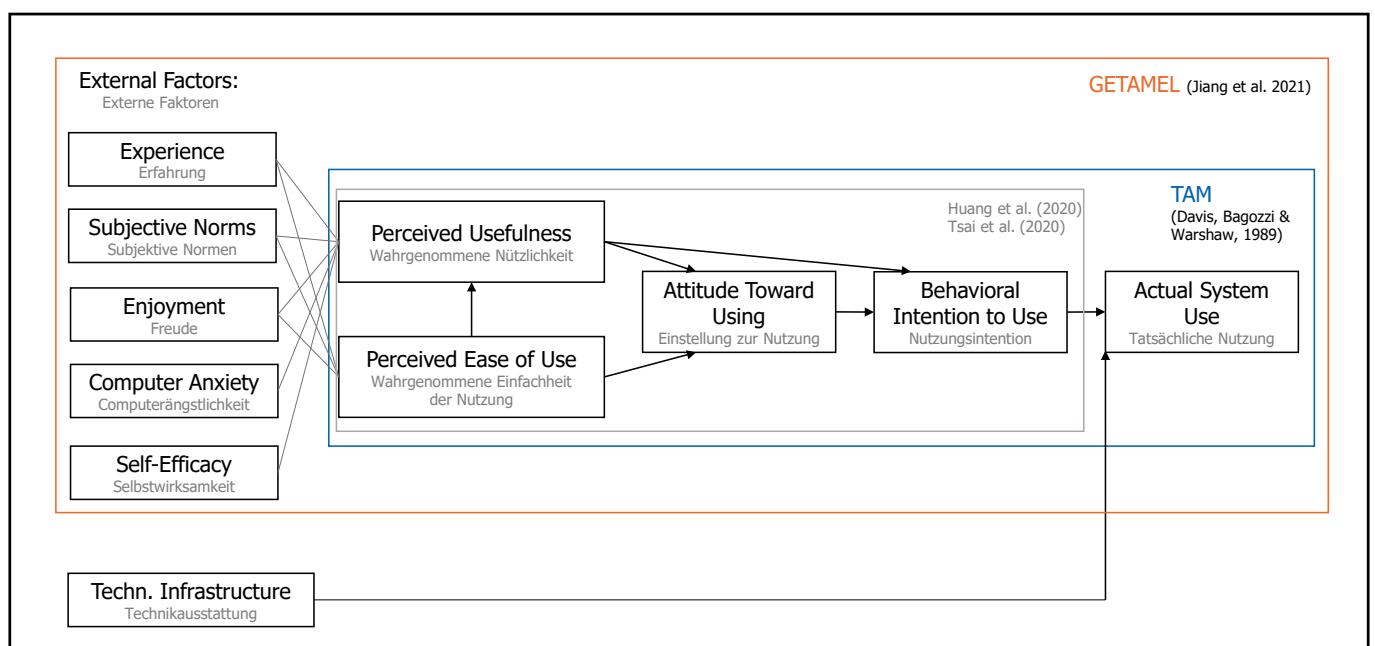 External Factors:
Externe Faktoren
GETAMEL (Jiang et al. 2021)
Experience
Erfahrung
Subjective Norms
Subjektive Normen
Enjoyment
Freude
Computer Anxiety
Computerängstlichkeit
Self-Efficacy
Selbstwirksamkeit
TAM
(Davis, Bagozzi &
Warshaw, 1989)
Huang et al. (2020)
Tsai et al. (2020)
Perceived Usefulness
Wahrgenommene Nützlichkeit
Perceived Ease of Use
Wahrgenommene Einfachheit
der Nutzung
Attitude Toward
Using
Einstellung zur Nutzung
Behavioral
Intention to Use
Nutzungsintention
Actual System
Use
Tatsächliche Nutzung
Techn. Infrastructure
Technikausstattung